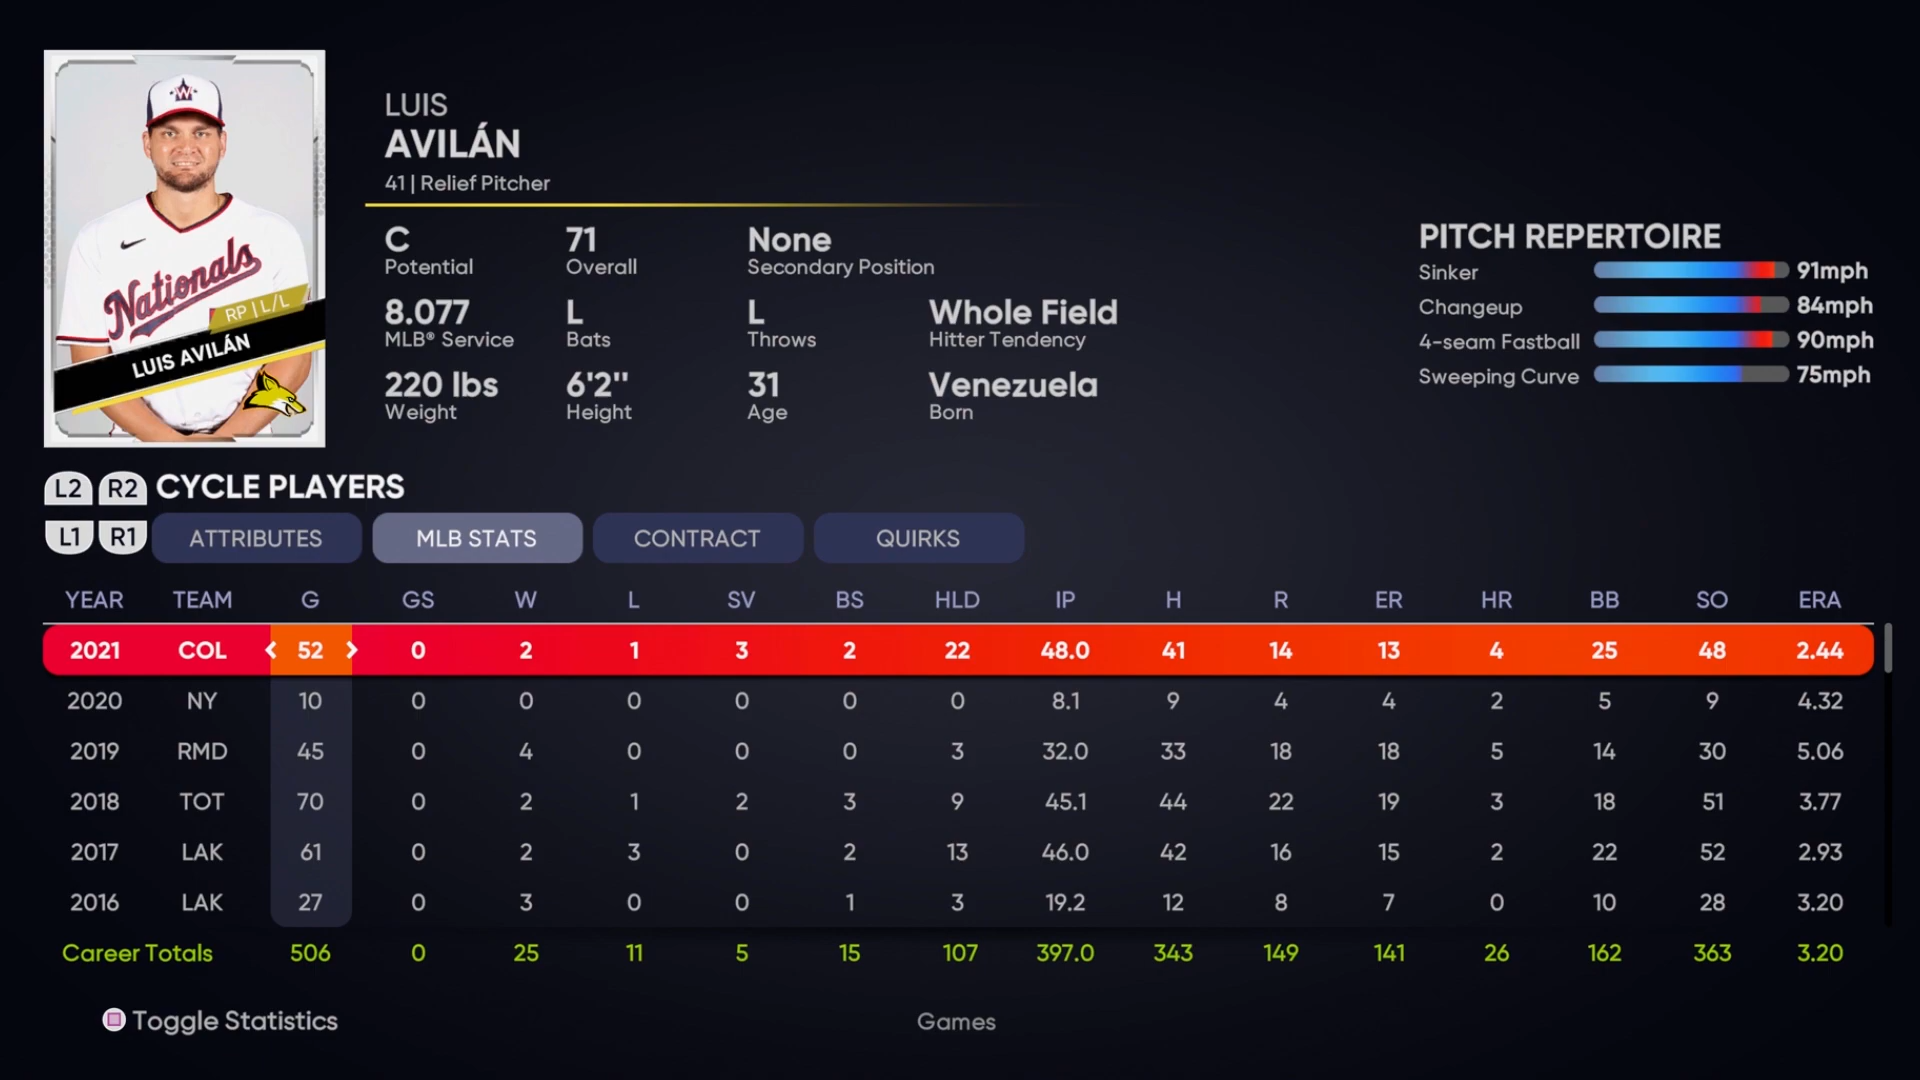 W
Nationals
RP | L/L
LUIS AVILÁN
LUIS
AVILÁN
41 | Relief Pitcher
C 71 None
Potential Overall Secondary Position
8.077 L L Whole Field
MLB® Service Bats Throws Hitter Tendency
220 lbs 6'2'' 31 Venezuela
Weight Height Age Born
PITCH REPERTOIRE
Sinker 91mph
Changeup 84mph
4-seam Fastball 90mph
Sweeping Curve 75mph
L2 R2 CYCLE PLAYERS
L1 R1 ATTRIBUTES MLB STATS CONTRACT QUIRKS
YEAR TEAM G GS W L SV BS HLD IP H R ER HR BB SO ERA
2021 COL 52 0 2 1 3 2 22 48.0 41 14 13 4 25 48 2.44
2020 NY 10 0 0 0 0 0 0 8.1 9 4 4 2 5 9 4.32
2019 RMD 45 0 4 0 0 0 3 32.0 33 18 18 5 14 30 5.06
2018 TOT 70 0 2 1 2 3 9 45.1 44 22 19 3 18 51 3.77
2017 LAK 61 0 2 3 0 2 13 46.0 42 16 15 2 22 52 2.93
2016 LAK 27 0 3 0 0 1 3 19.2 12 8 7 0 10 28 3.20
Career Totals 506 0 25 11 5 15 107 397.0 343 149 141 26 162 363 3.20
Toggle Statistics Games